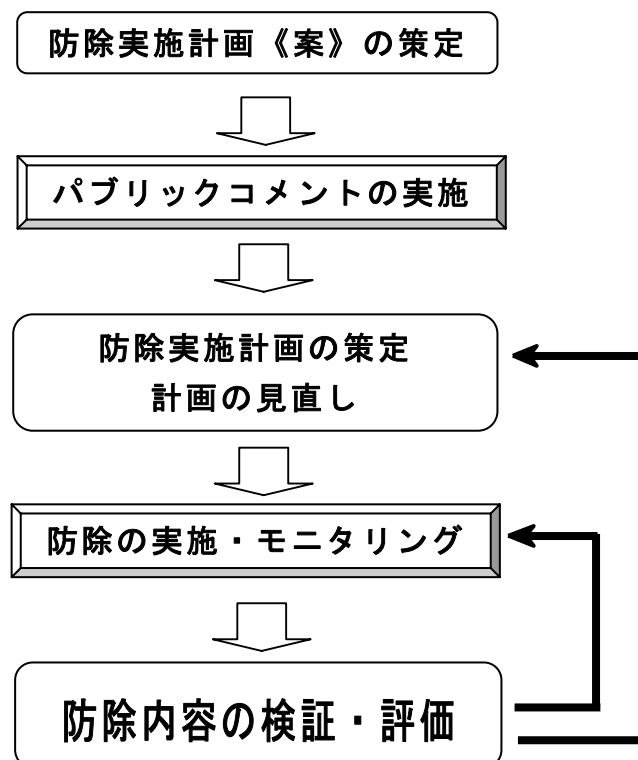 防除実施計画《案》の策定
パブリックコメントの実施
防除実施計画の策定
計画の見直し
防除の実施・モニタリング
防除内容の検証・評価